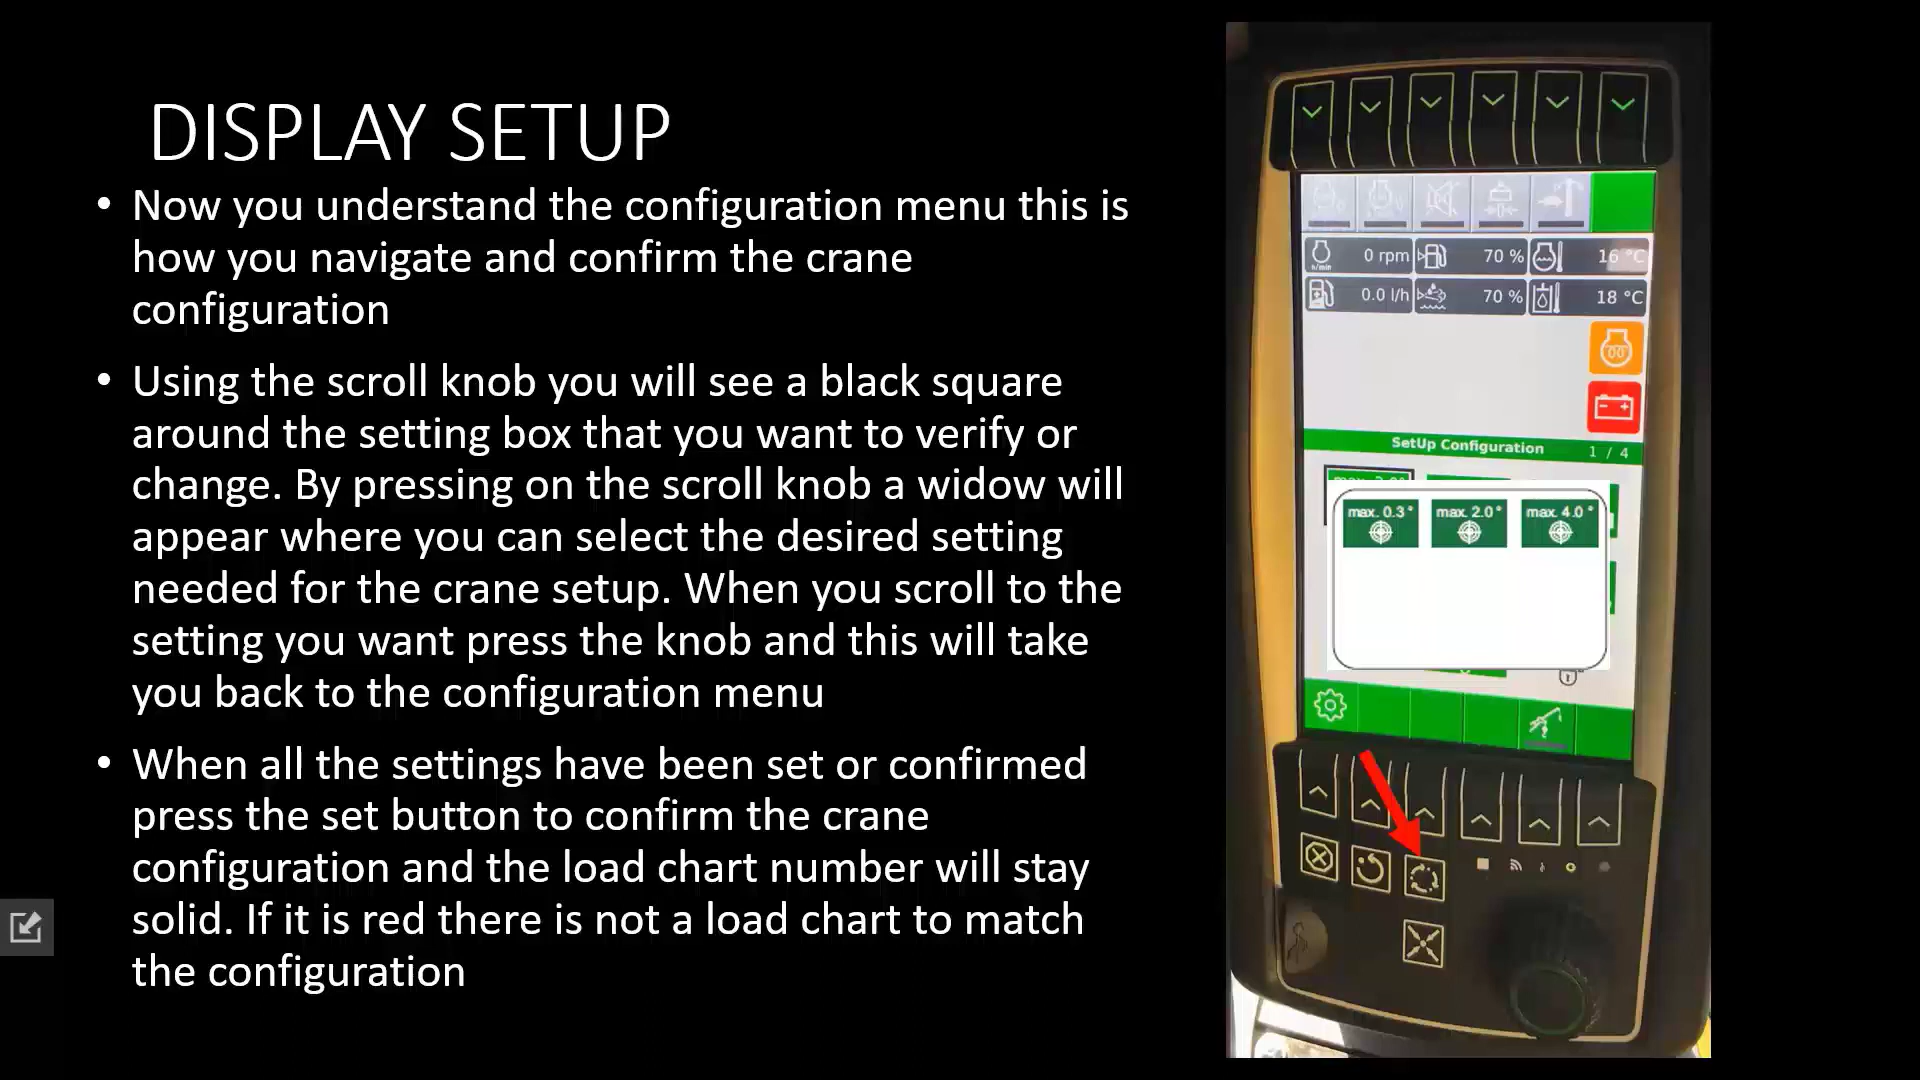 DISPLAY SETUP
• Now you understand the configuration menu this is
how you navigate and confirm the crane
configuration
• Using the scroll knob you will see a black square
around the setting box that you want to verify or
change. By pressing on the scroll knob a widow will
appear where you can select the desired setting
needed for the crane setup. When you scroll to the
setting you want press the knob and this will take
you back to the configuration menu
• When all the settings have been set or confirmed
press the set button to confirm the crane
configuration and the load chart number will stay
solid. If it is red there is not a load chart to match
the configuration
n/min 0 rpm 70 % 16 °C
0.0 l/h 70 % 18 °C
SetUp Configuration 1 / 4
max. 0.3° max. 2.0° max. 4.0°